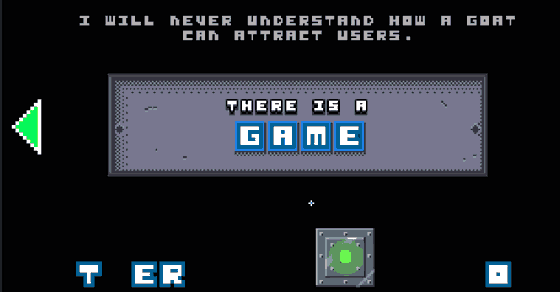 I WILL NEVER UNDERSTAND HOW A GOAT
CAN ATTRACT USERS.
THERE IS A
GAME
T ER O